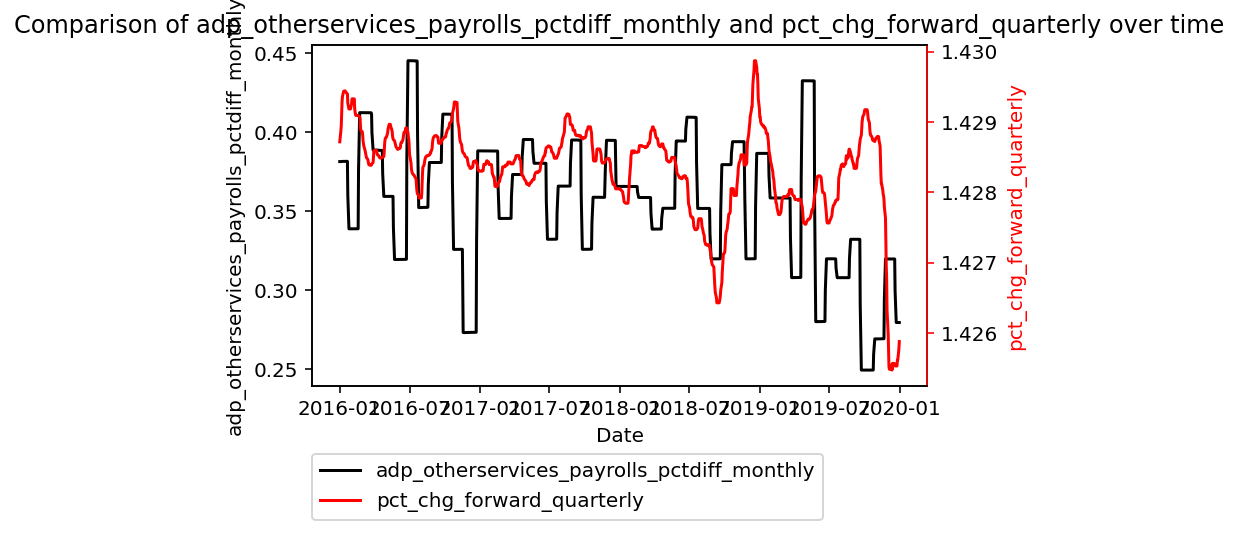 Comparison of adp_otherservices_payrolls_pctdiff_monthly and pct_chg_forward_quarterly over time
adp_otherservices_payrolls_pctdiff_monthly
0.45
0.40
0.35
0.30
0.25
1.430
1.429
1.428
1.427
1.426
pct_chg_forward_quarterly
2016-01 2016-07 2017-01 2017-07 2018-01 2018-07 2019-01 2019-07 2020-01
Date
adp_otherservices_payrolls_pctdiff_monthly
pct_chg_forward_quarterly